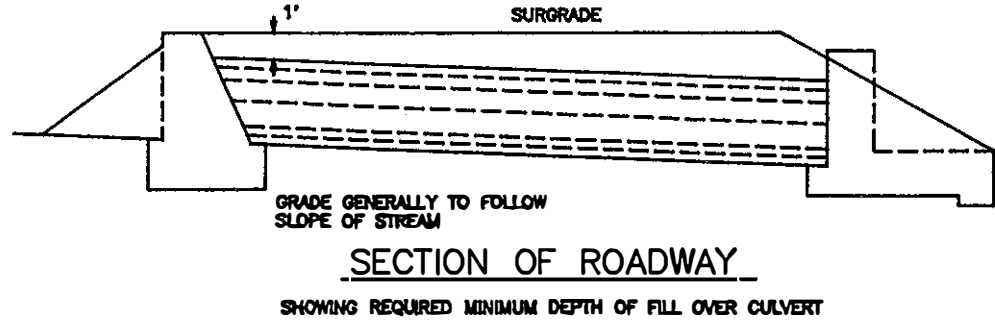 1'
SURGRADE
GRADE GENERALLY TO FOLLOW
SLOPE OF STREAM
SECTION OF ROADWAY
SHOWING REQUIRED MINIMUM DEPTH OF FILL OVER CULVERT